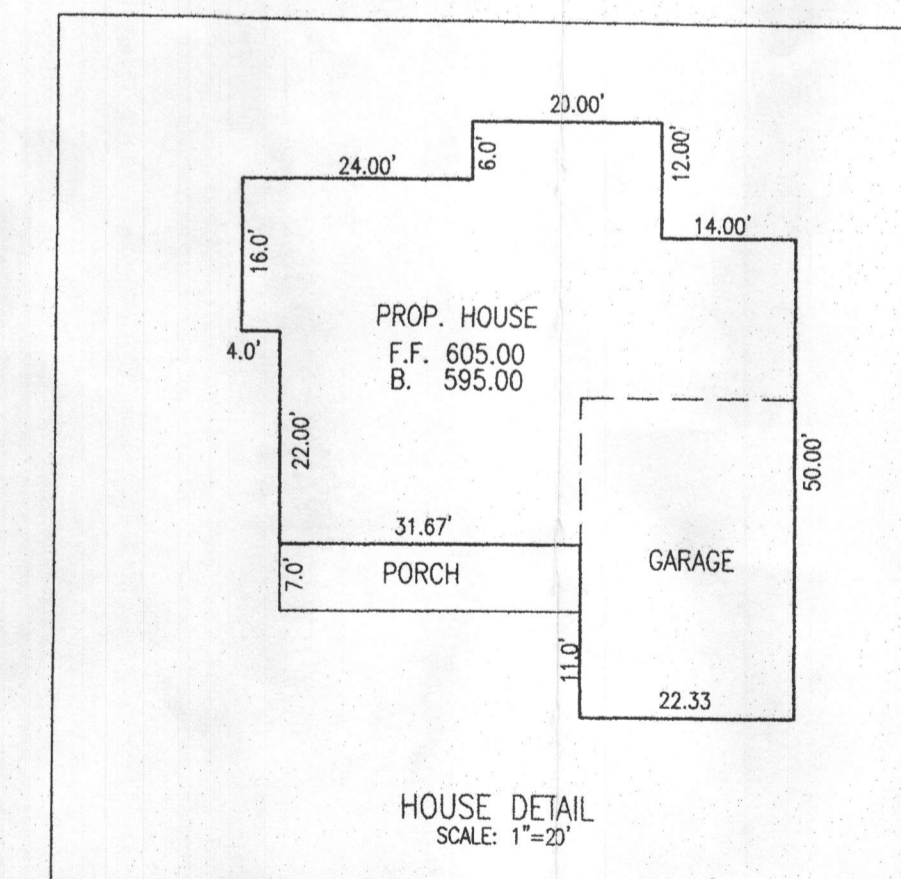 20.00'
6.0'
12.00'
24.00'
14.00'
16.0'
PROP. HOUSE
F.F. 605.00
B. 595.00
4.0'
22.00'
50.00'
31.67'
7.0'
PORCH
GARAGE
11.0'
22.33
HOUSE DETAIL
SCALE: 1"=20'